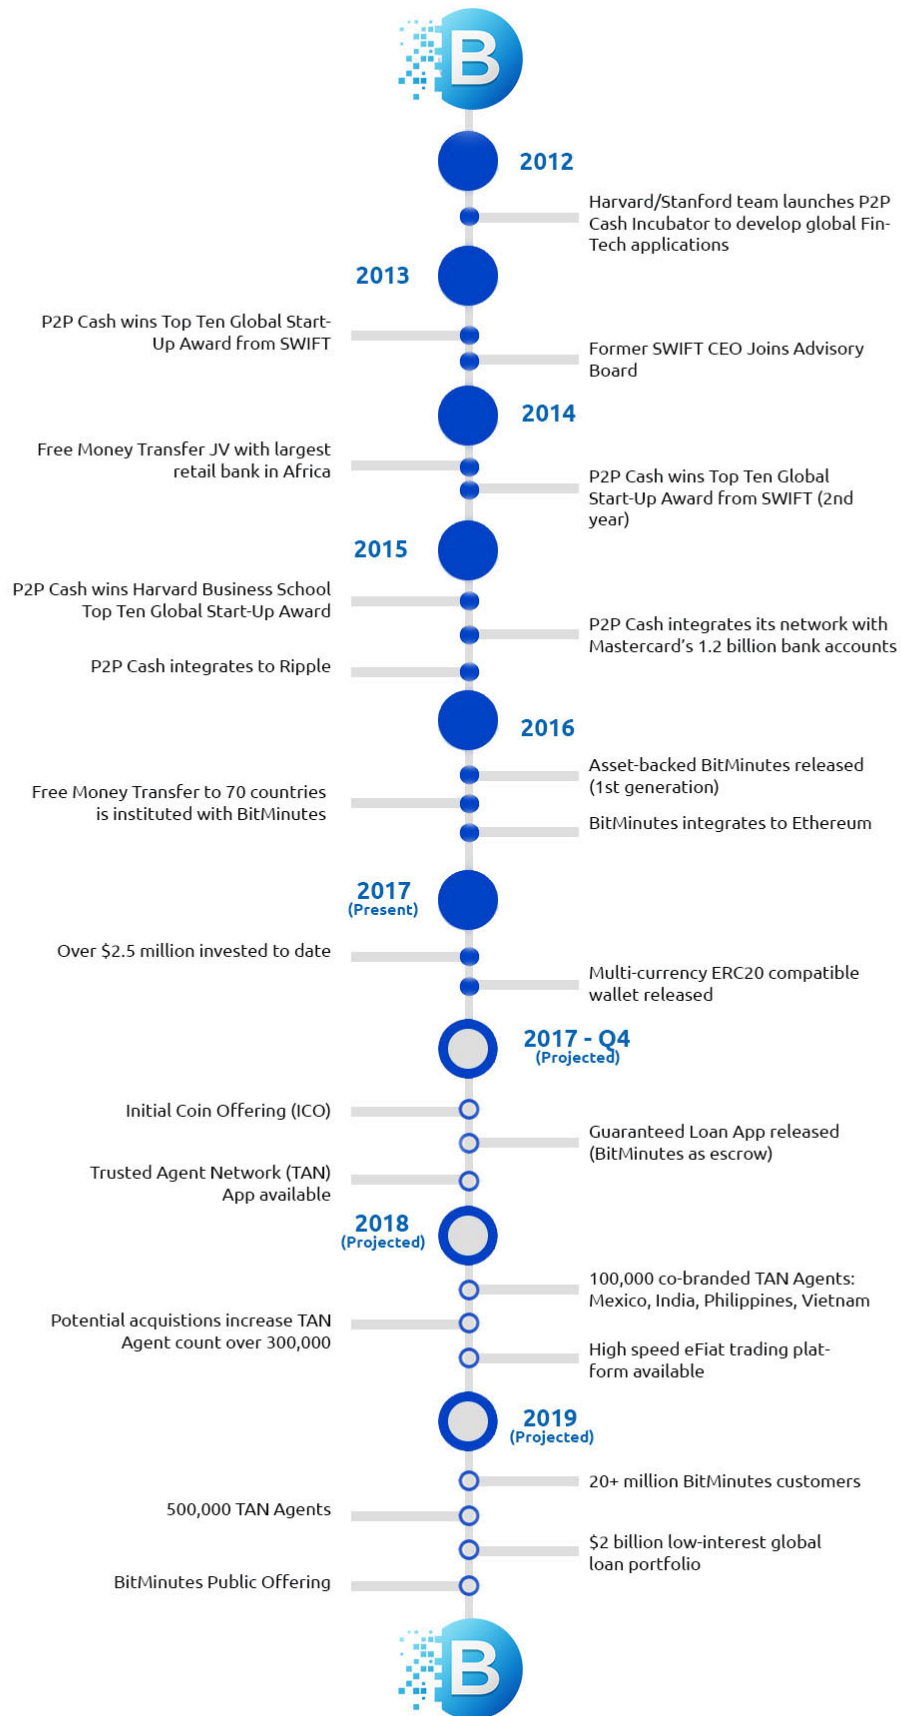 B
2012
Harvard/Stanford team launches P2P
Cash Incubator to develop global Fin-
Tech applications
2013
P2P Cash wins Top Ten Global Start-
Up Award from SWIFT
Former SWIFT CEO Joins Advisory
Board
2014
Free Money Transfer JV with largest
retail bank in Africa
P2P Cash wins Top Ten Global
Start-Up Award from SWIFT (2nd
year)
2015
P2P Cash wins Harvard Business School
Top Ten Global Start-Up Award
P2P Cash integrates its network with
Mastercard's 1.2 billion bank accounts
P2P Cash integrates to Ripple
2016
Asset-backed BitMinutes released
(1st generation)
Free Money Transfer to 70 countries
is instituted with BitMinutes
BitMinutes integrates to Ethereum
2017
(Present)
Over $2.5 million invested to date
Multi-currency ERC20 compatible
wallet released
2017 - Q4
(Projected)
Initial Coin Offering (ICO)
Guaranteed Loan App released
(BitMinutes as escrow)
Trusted Agent Network (TAN)
App available
2018
(Projected)
100,000 co-branded TAN Agents:
Mexico, India, Philippines, Vietnam
Potential acquistions increase TAN
Agent count over 300,000
High speed eFiat trading plat-
form available
2019
(Projected)
20+ million BitMinutes customers
500,000 TAN Agents
$2 billion low-interest global
loan portfolio
BitMinutes Public Offering
B